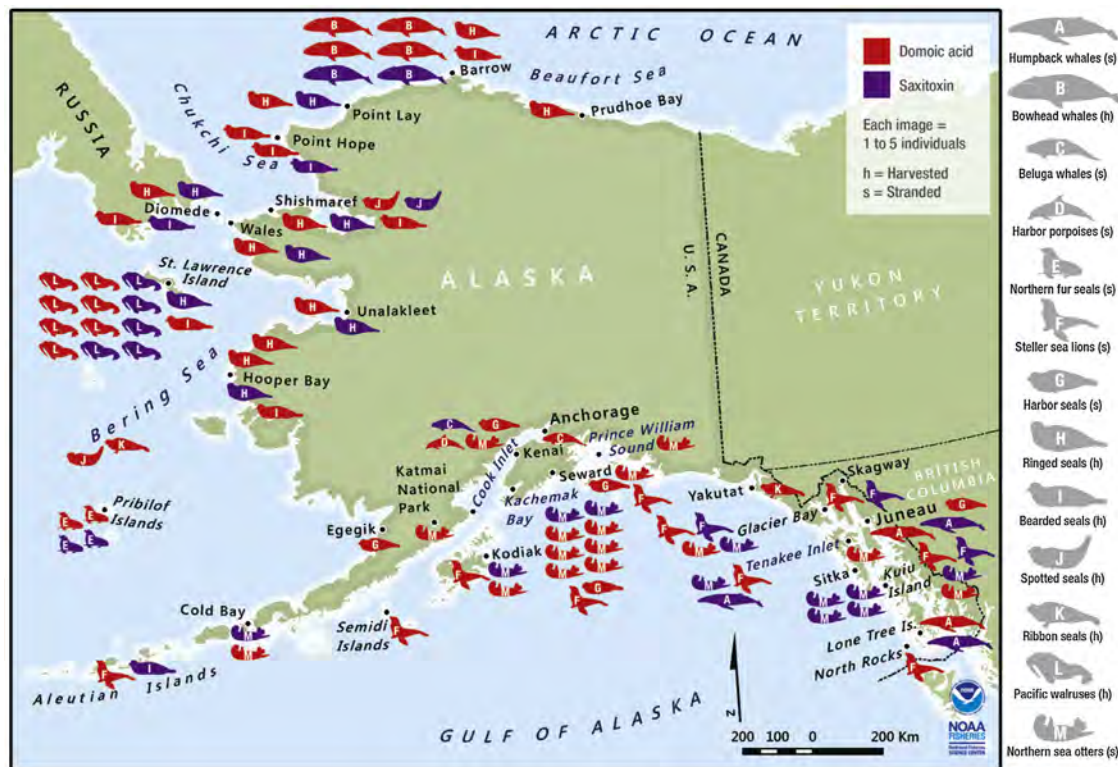 ARCTIC OCEAN
Beaufort Sea
Chukchi Sea
RUSSIA
Barrow
Point Lay
Prudhoe Bay
Point Hope
Shishmaref
Diomede
Wales
St. Lawrence
Island
ALASKA
CANADA
U.S.A.
YUKON
TERRITORY
Unalakleet
Bering Sea
Hooper Bay
Anchorage
Prince William
Sound
Kenai
Cook Inlet
Seward
Katmai
National
Park
Kachemak
Bay
Skagway
BRITISH
COLUMBIA
Yakutat
Glacier Bay
Juneau
Pribilof
Islands
Egegik
Kodiak
Tenakee Inlet
Sitka
Kuiu
Island
Cold Bay
Semidi
Islands
Lone Tree Is.
North Rocks
Aleutian Islands
GULF OF ALASKA
N
200 100 0 200 Km
NOAA
FISHERIES
Domoic acid
Saxitoxin
Each image =
1 to 5 individuals
h = Harvested
s = Stranded
A
Humpback whales (s)
B
Bowhead whales (h)
C
Beluga whales (s)
D
Harbor porpoises (s)
E
Northern fur seals (s)
F
Steller sea lions (s)
G
Harbor seals (s)
H
Ringed seals (h)
I
Bearded seals (h)
J
Spotted seals (h)
K
Ribbon seals (h)
L
Pacific walruses (h)
M
Northern sea otters (s)